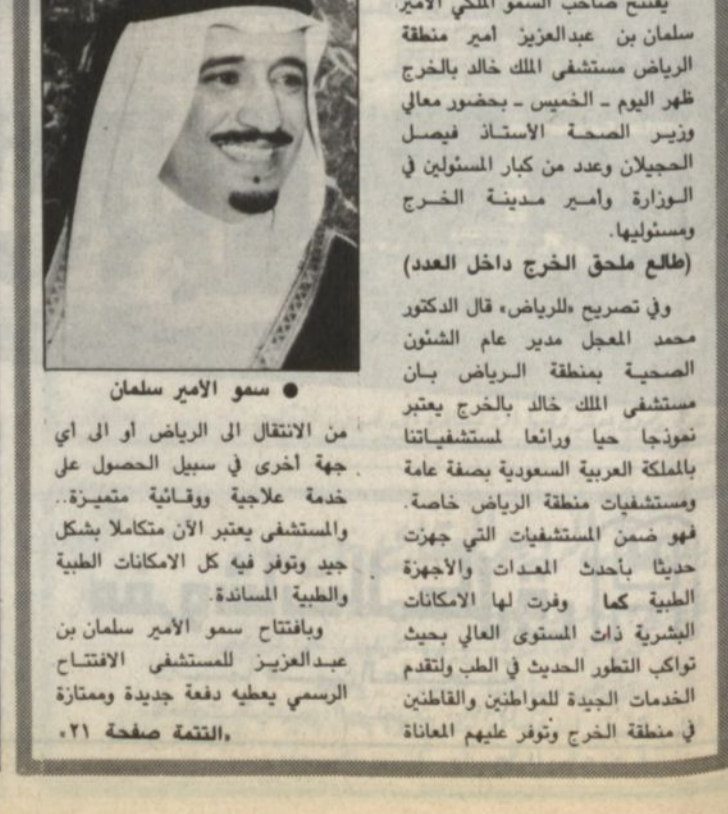 يفتتح صاحب السمو الملكي الأمير
سلمان بن عبدالعزيز أمير منطقة
الرياض مستشفى الملك خالد بالخرج
ظهر اليوم ـ الخميس ـ بحضور معالي
وزير الصحة الأستاذ فيصل
الحجيلان وعدد من كبار المسئولين في
الوزارة وأمير مدينة الخرج
ومسئوليها.
(طالع ملحق الخرج داخل العدد)
وفي تصريح «للرياض» قال الدكتور
محمد المعجل مدير عام الشئون
الصحية بمنطقة الرياض بان
مستشفى الملك خالد بالخرج يعتبر
نموذجا حيا ورائعا لمستشفياتنا
بالمملكة العربية السعودية بصفة عامة
ومستشفيات منطقة الرياض خاصة.
فهو ضمن المستشفيات التي جهزت
حديثا بأحدث المعدات والأجهزة
الطبية كما وفرت لها الامكانات
البشرية ذات المستوى العالي بحيث
تواكب التطور الحديث في الطب ولتقدم
الخدمات الجيدة للمواطنين والقاطنين
في منطقة الخرج وتوفر عليهم المعاناة
● سمو الأمير سلمان
من الانتقال الى الرياض أو الى أي
جهة أخرى في سبيل الحصول على
خدمة علاجية ووقائية متميزة..
والمستشفى يعتبر الآن متكاملا بشكل
جيد وتوفر فيه كل الامكانات الطبية
والطبية المساندة.
وبافتتاح سمو الأمير سلمان بن
عبدالعزيز للمستشفى الافتتاح
الرسمي يعطيه دفعة جديدة وممتازة
«التتمة صفحة ٢١»